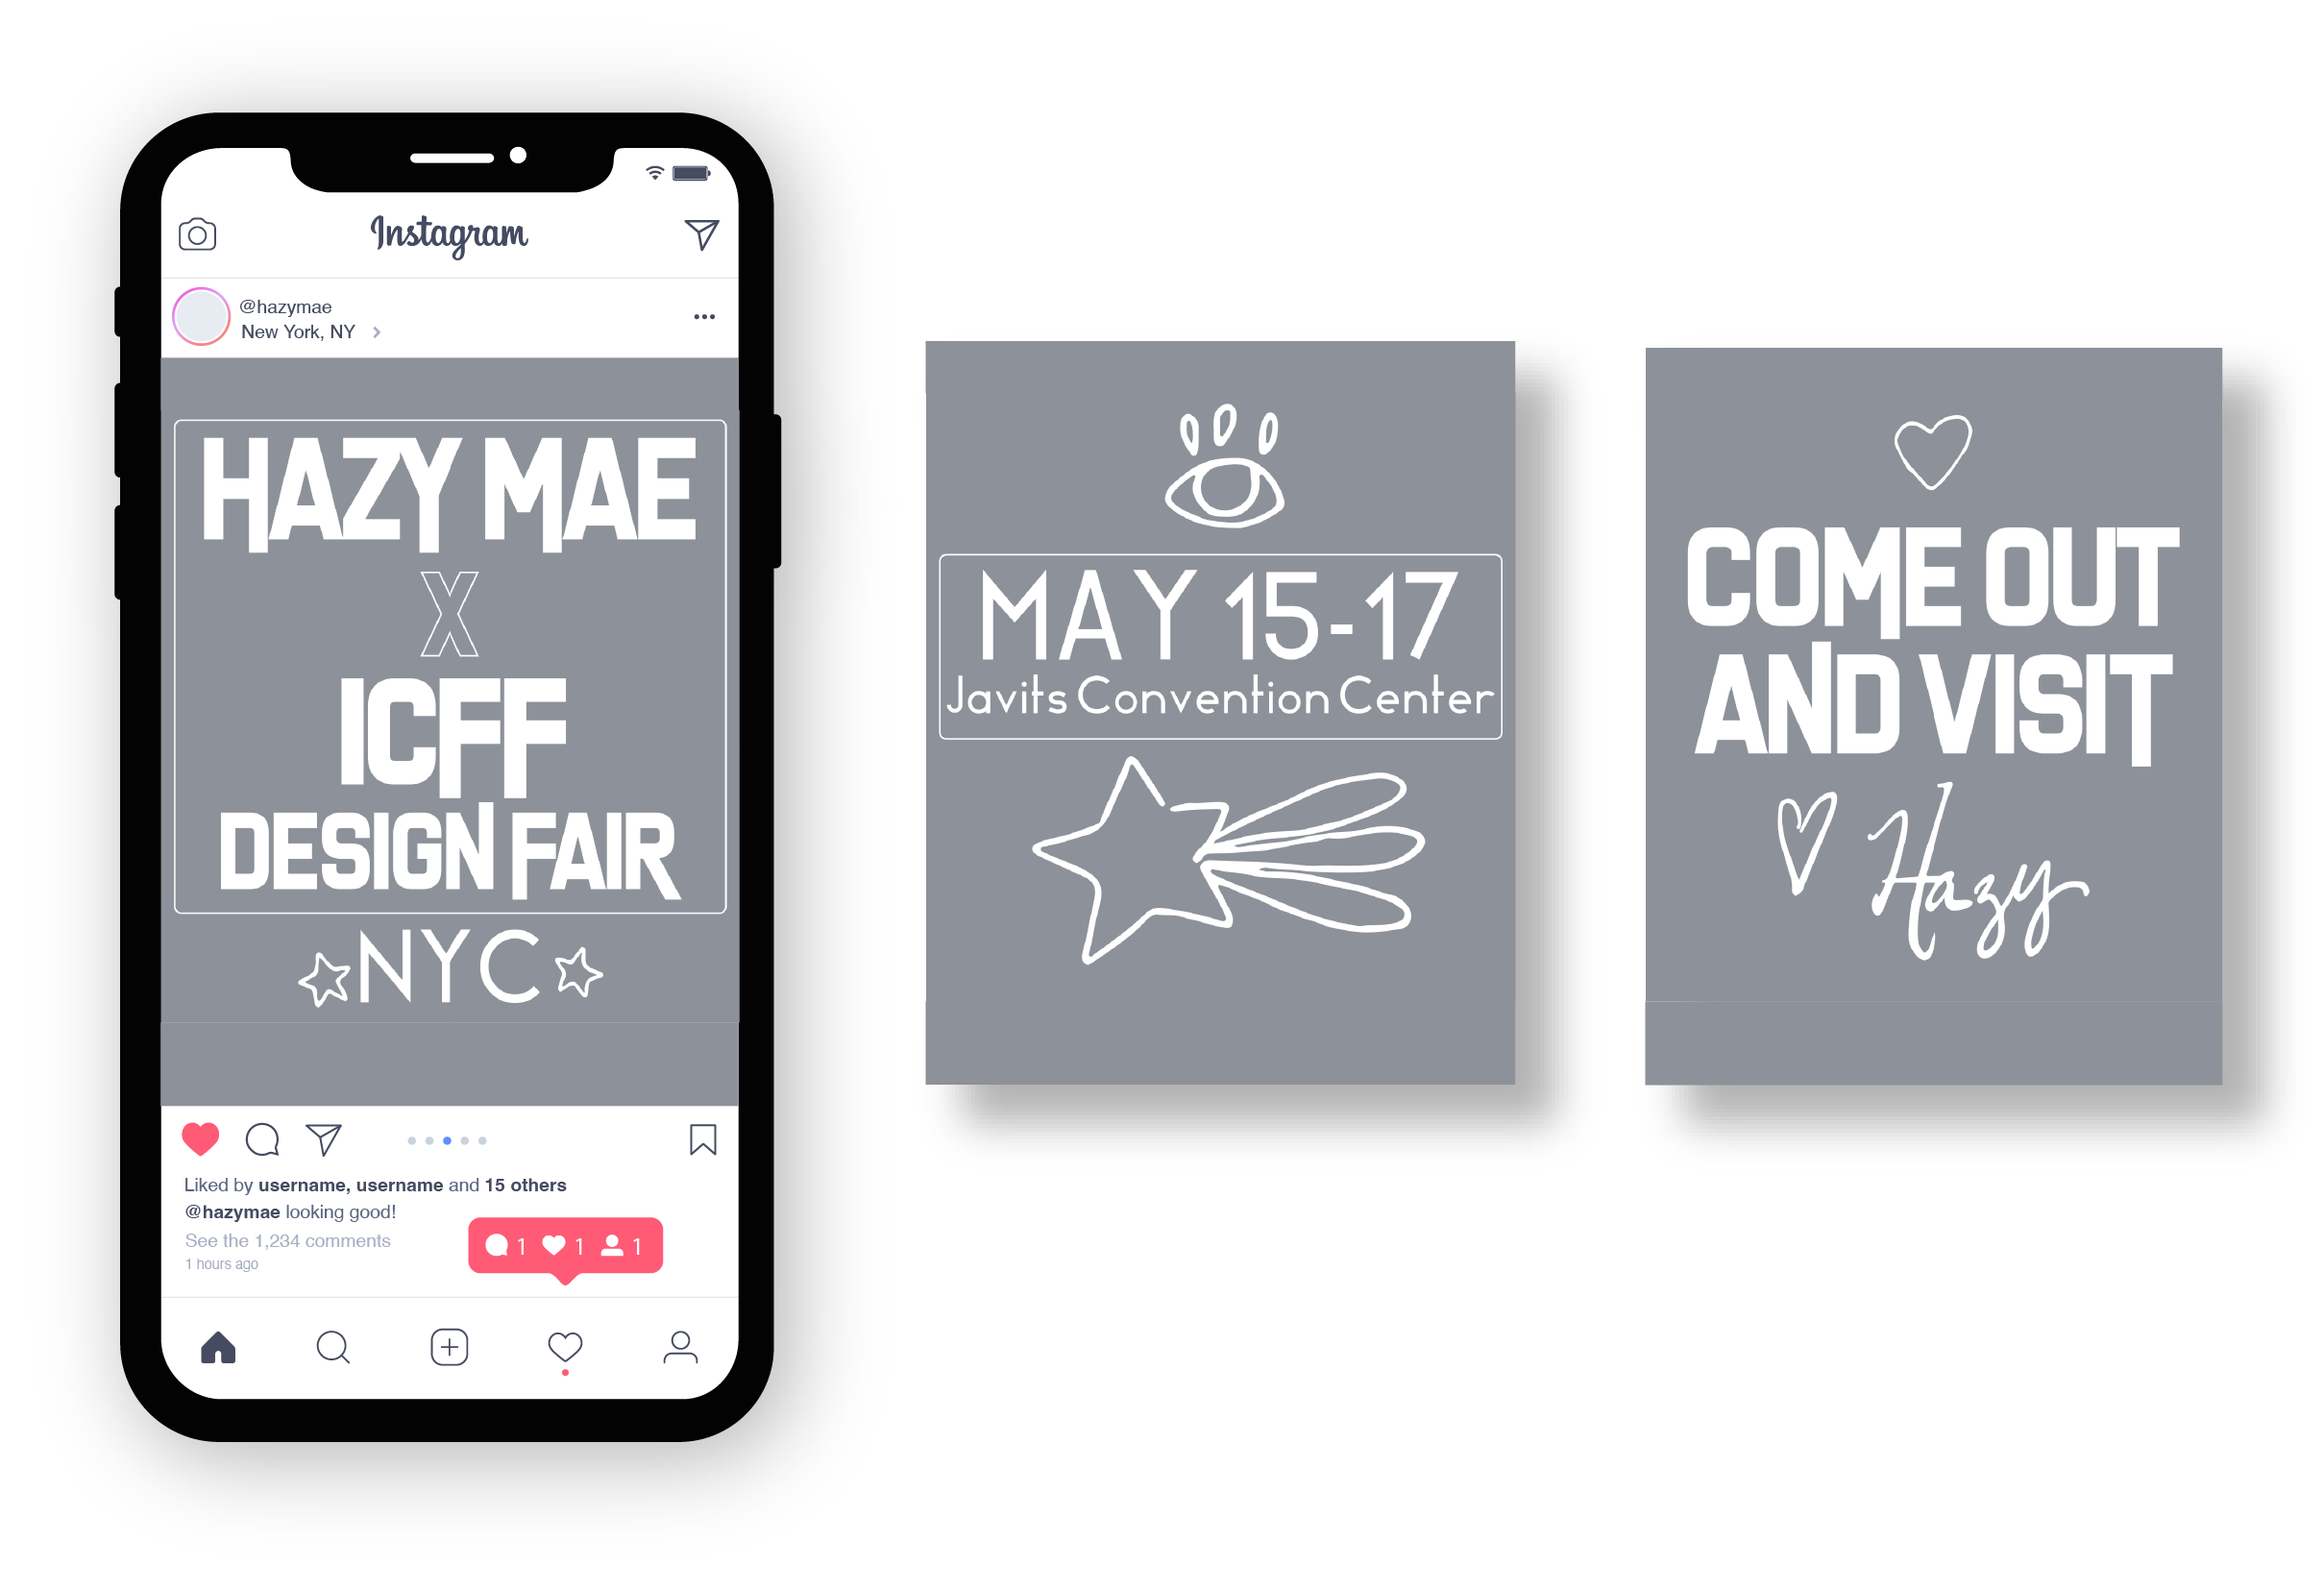 Instagram
@hazymae
New York, NY
HAZY MAE
X
ICFF
DESIGN FAIR
NYC
Liked by username, username and 15 others
@hazymae looking good!
See the 1,234 comments
1 hours ago
1 1 1
MAY 15-17
Javits Convention Center
COME OUT
AND VISIT
Hazy